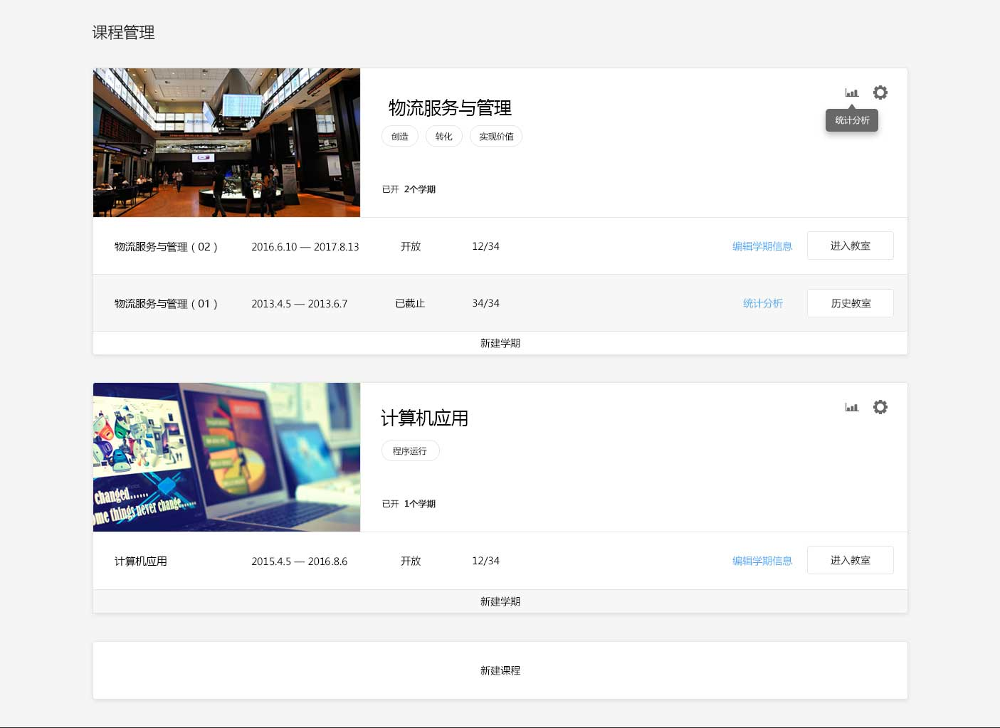 课程管理
物流服务与管理
统计分析
创造 转化 实现价值
已开 2个学期
物流服务与管理 ( 02 ) 2016.6.10 — 2017.8.13 开放 12/34 编辑学期信息 进入教室
物流服务与管理 ( 01 ) 2013.4.5 — 2013.6.7 已截止 34/34 统计分析 历史教室
新建学期
changed......
ome things never change.....
计算机应用
程序运行
已开 1个学期
计算机应用 2015.4.5 — 2016.8.6 开放 12/34 编辑学期信息 进入教室
新建学期
新建课程